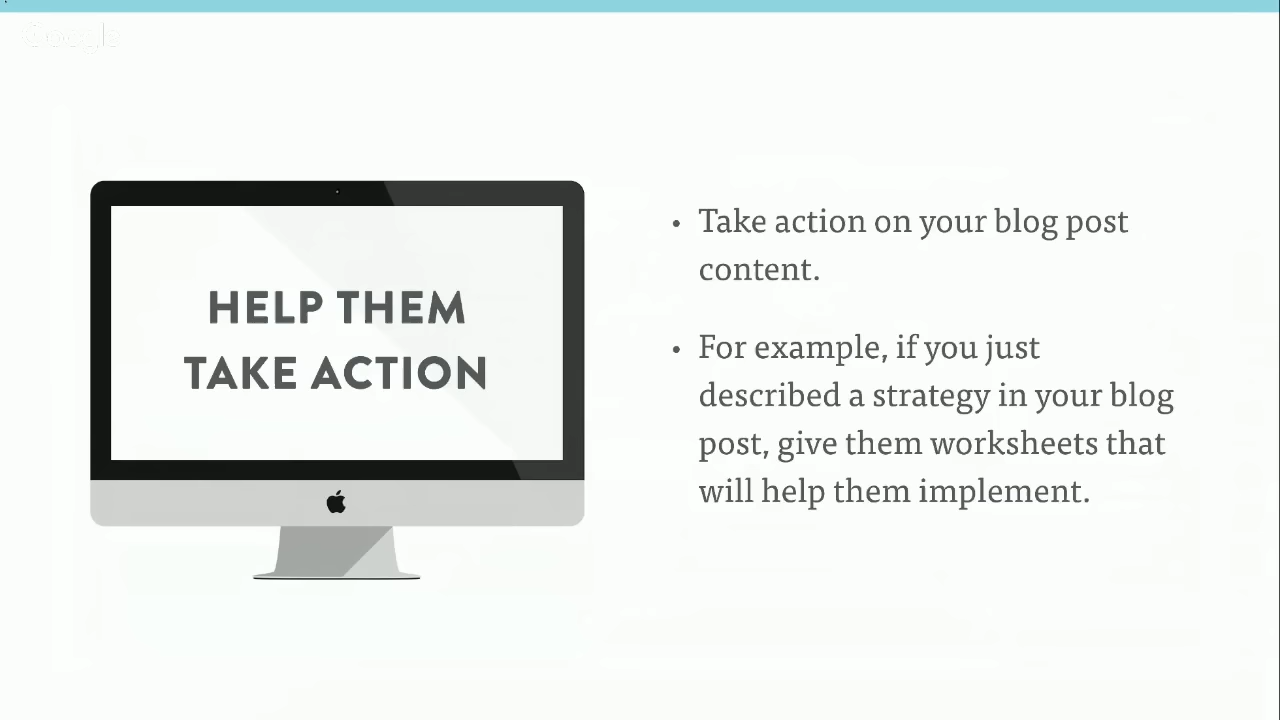 Google
HELP THEM
TAKE ACTION
• Take action on your blog post
content.
• For example, if you just
described a strategy in your blog
post, give them worksheets that
will help them implement.